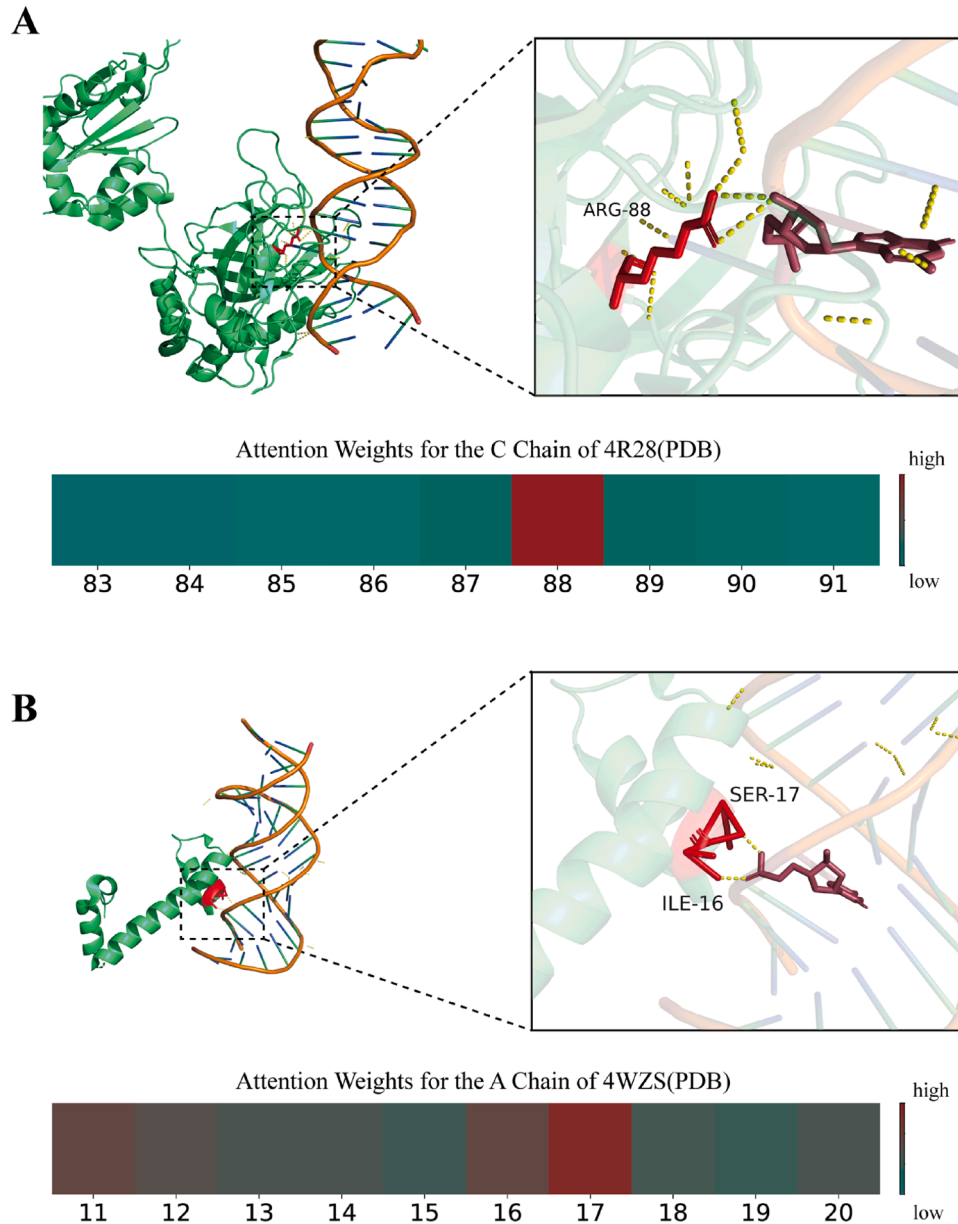 A
ARG-88
Attention Weights for the C Chain of 4R28(PDB)
high
low
83 84 85 86 87 88 89 90 91
B
SER-17
ILE-16
Attention Weights for the A Chain of 4WZS(PDB)
high
low
11 12 13 14 15 16 17 18 19 20